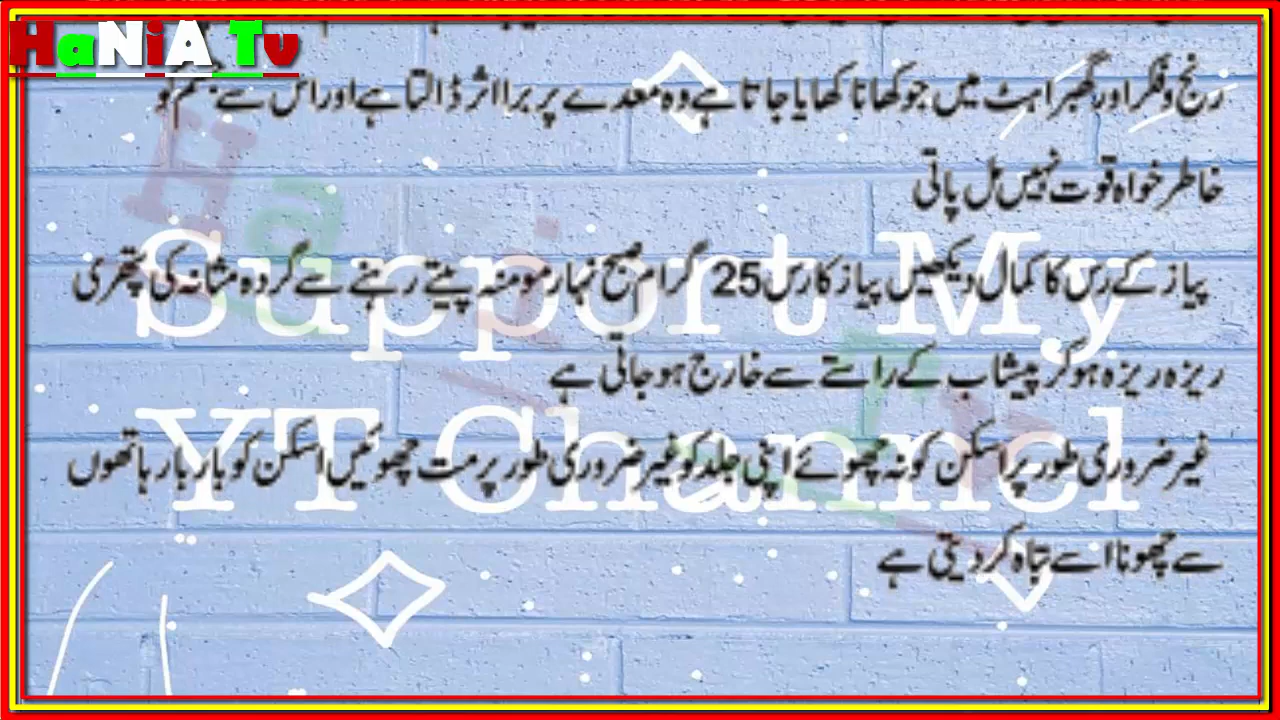 HaNiA Tv
رنج و فکر اور گھبراہٹ میں جو کھانا کھایا جاتا ہے وہ معدے پر برا اثر ڈالتا ہے اور اس سے جسم کو
خاطر خواہ قوت نہیں مل پاتی
پیاز کے رس کا کمال دیکھیں پیاز کا رس 25 گرام صبح نہار مومنہ پیتے رہنے سے گردہ مثانہ کی پتھری
ریزہ ریزہ ہو کر پیشاب کے راستے سے خارج ہو جاتی ہے
غیر ضروری طور پر اسکن کو نہ چھوئے اپنی جلد کو غیر ضروری طور پر مت چھوئیں اسکن کو بار بار ہاتھوں
سے چھونا اسے تباہ کر دیتی ہے
Support My
YT Channel